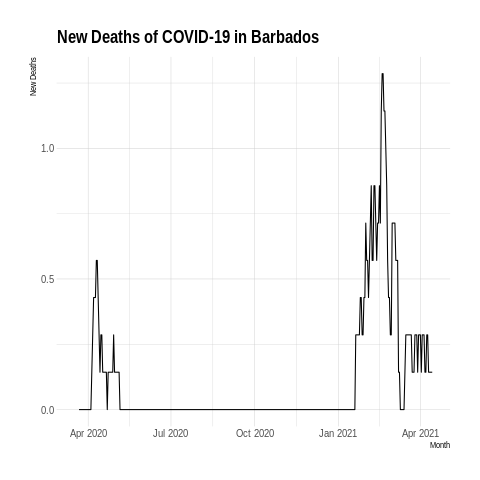 New Deaths of COVID-19 in Barbados
New Deaths
1.0
0.5
0.0
Apr 2020 Jul 2020 Oct 2020 Jan 2021 Apr 2021
Month